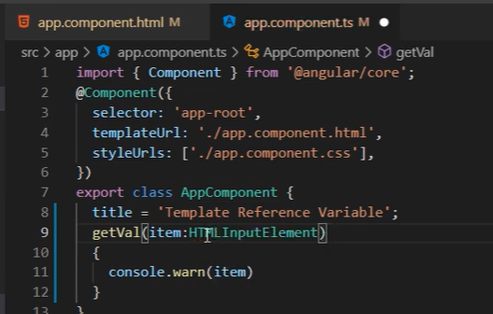 app.component.html M
app.component.ts M
src > app > app.component.ts > AppComponent > getVal
1 import { Component } from '@angular/core';
2 @Component({
3 selector: 'app-root',
4 templateUrl: './app.component.html',
5 styleUrls: ['./app.component.css'],
6 })
7 export class AppComponent {
8 title = 'Template Reference Variable';
9 getVal(item:HTMLInputElement)
10 {
11 console.warn(item)
12 }
13 }